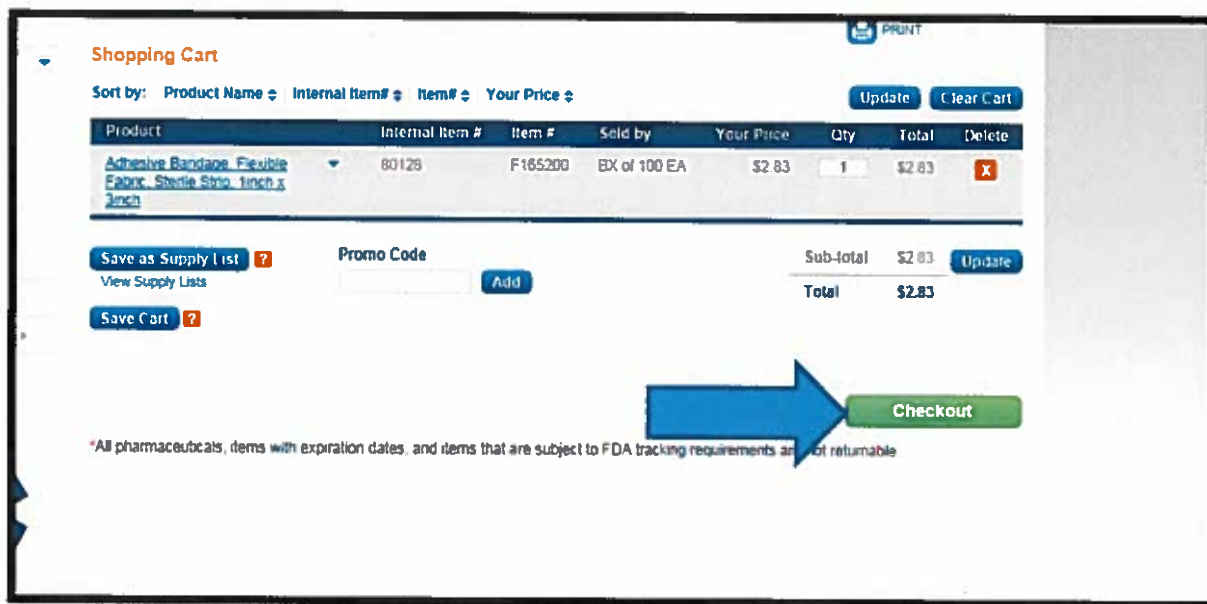 PRINT
Shopping Cart
Sort by: Product Name Internal Item# Item# Your Price
Update Clear Cart
Product Internal Item # Item # Sold by Your Price Qty Total Delete
Adhesive Bandage, Flexible 80128 F165200 BX of 100 EA $2.83 1 $2.83 X
Fabric, Sterile Strip, 1inch x
3inch
Save as Supply List ? Promo Code Sub-total $2.83 Update
View Supply Lists Add Total $2.83
Save Cart ?
Checkout
*All pharmaceuticals, items with expiration dates, and items that are subject to FDA tracking requirements ot returnable